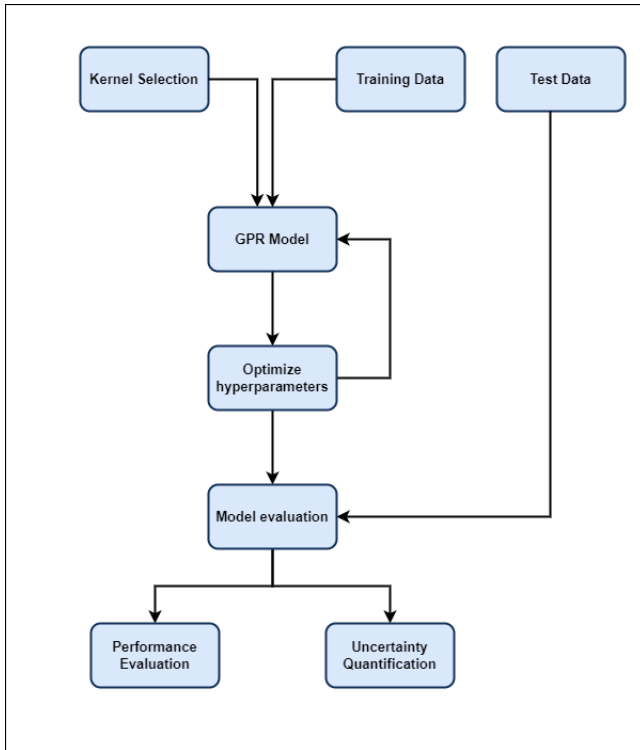 Kernel Selection
Training Data
Test Data
GPR Model
Optimize
hyperparameters
Model evaluation
Performance
Evaluation
Uncertainty
Quantification